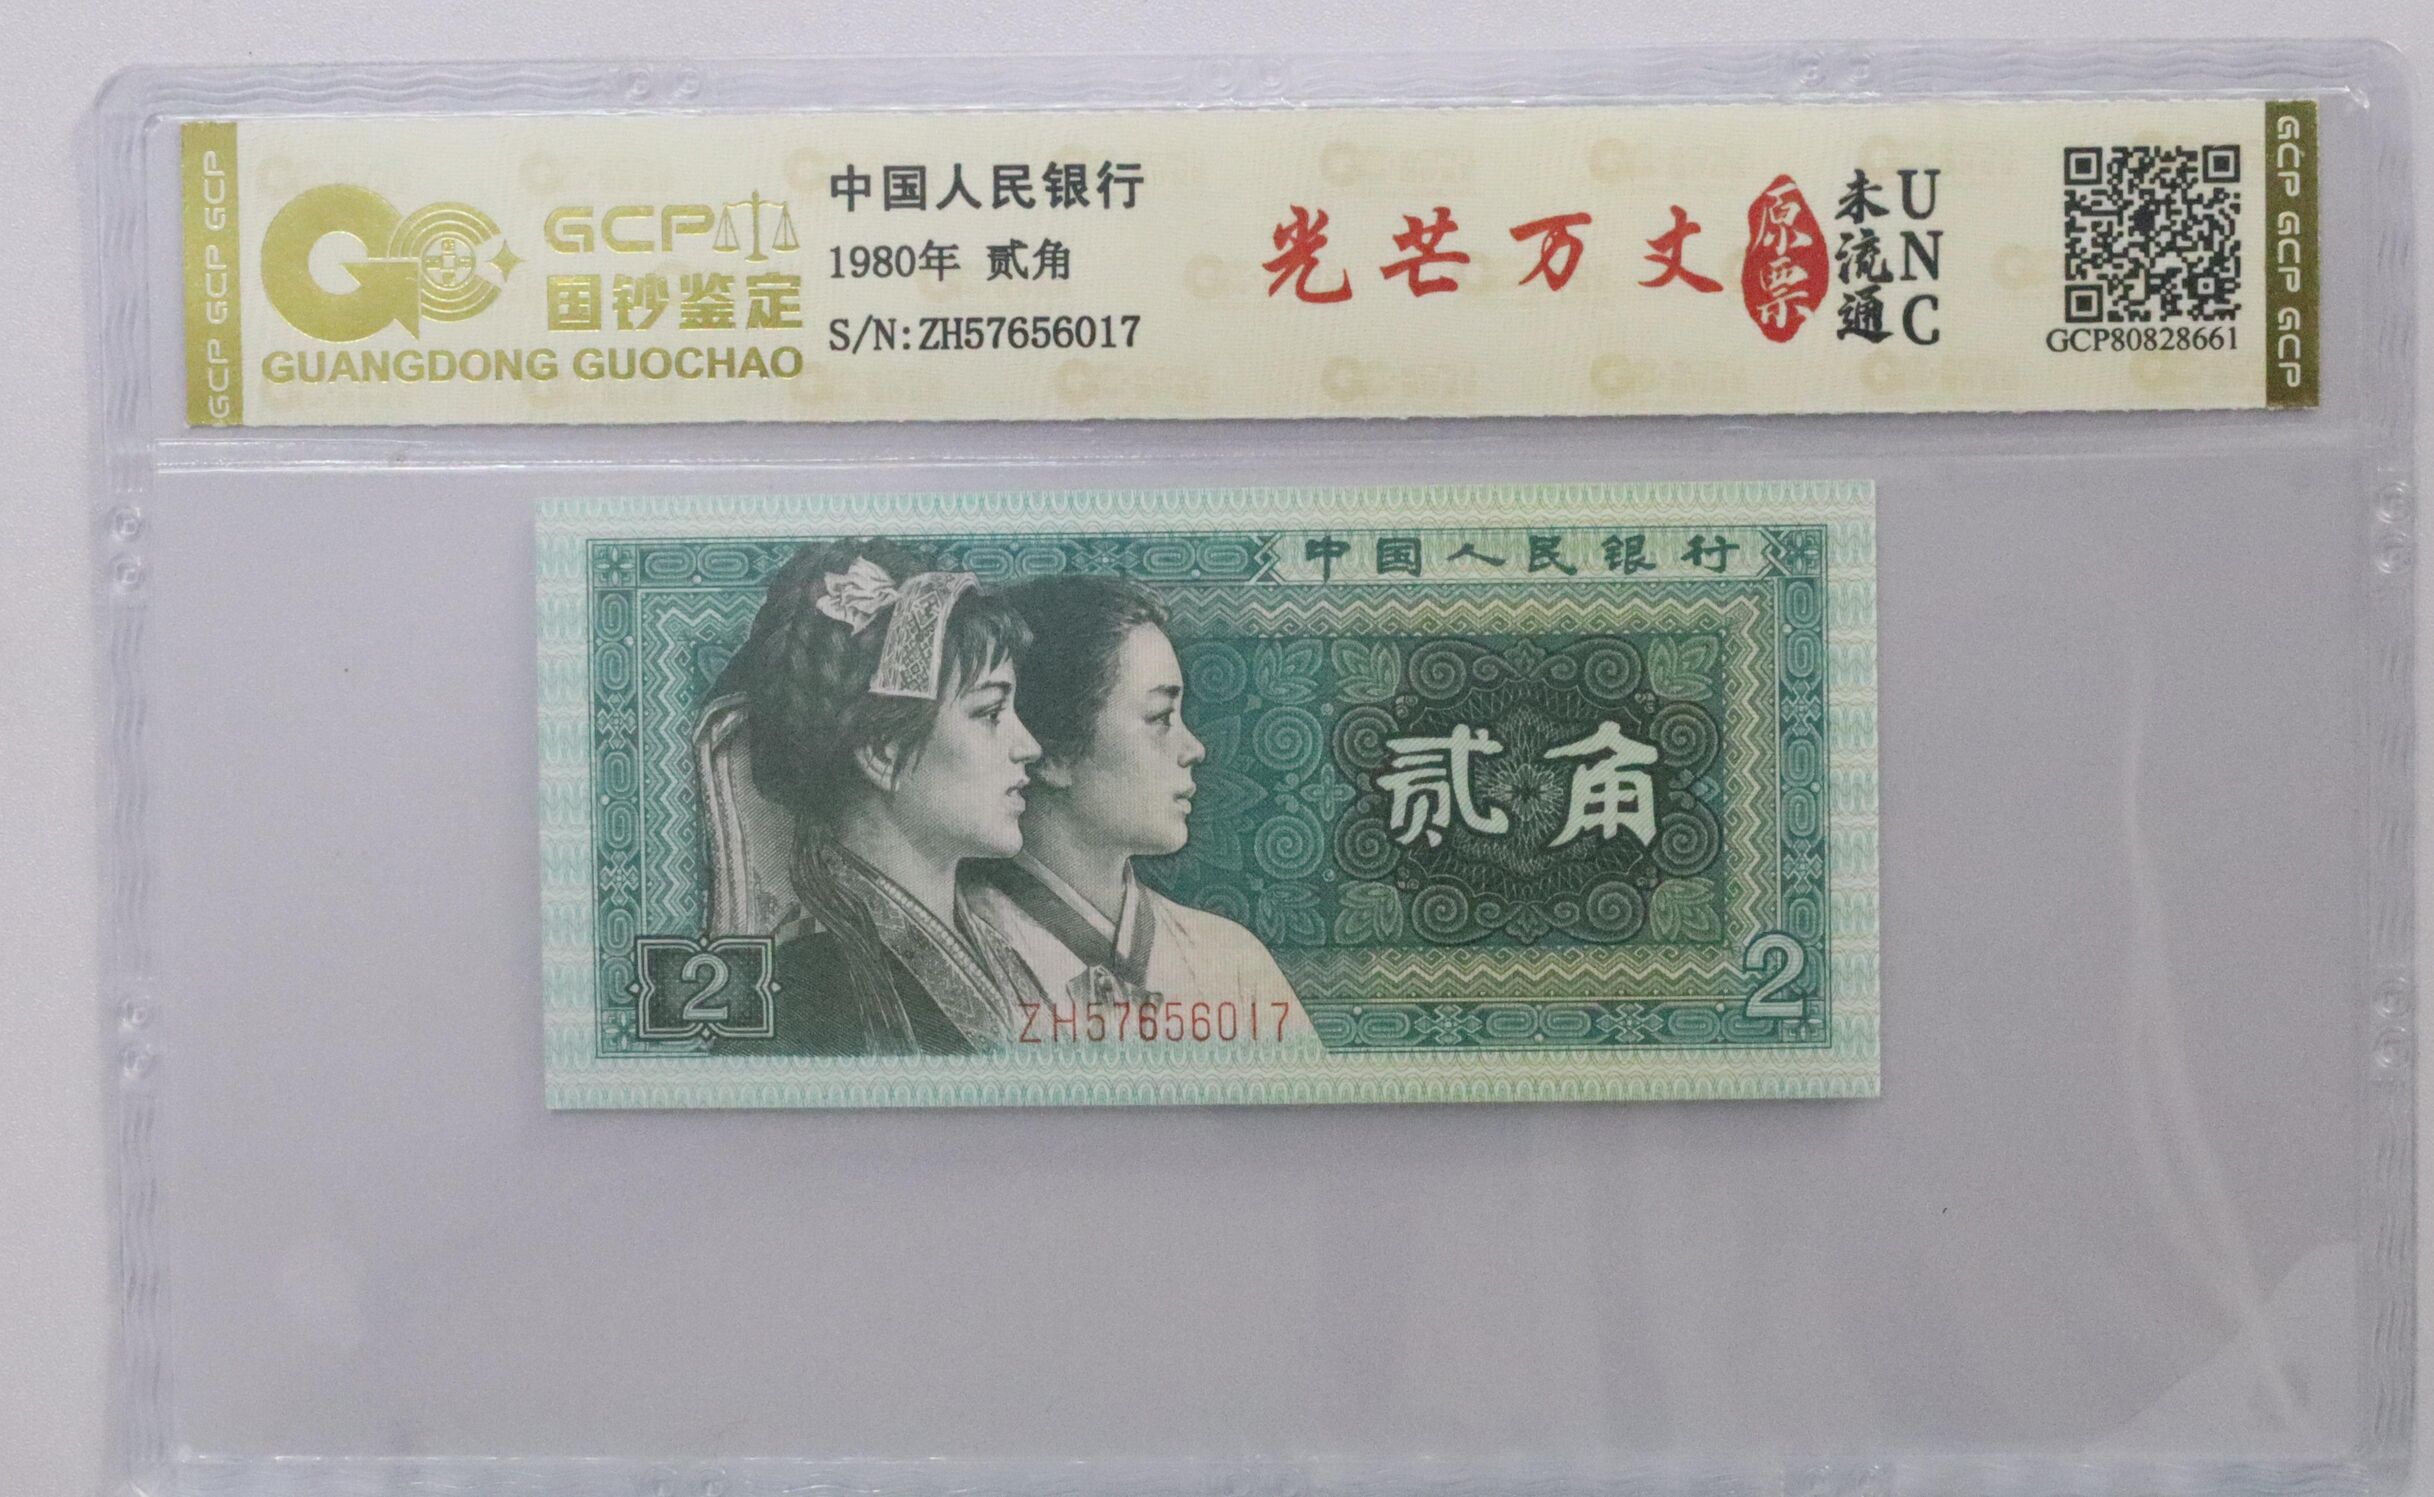 GCP GCP GCP
GCP
国钞鉴定
GUANGDONG GUOCHAO
中国人民银行
1980年 贰角
S/N:ZH57656017
光芒万丈
原票
未流通
UNC
GCP80828661
GCP GCP GCP
中国人民银行
贰角
2
2
ZH57656017